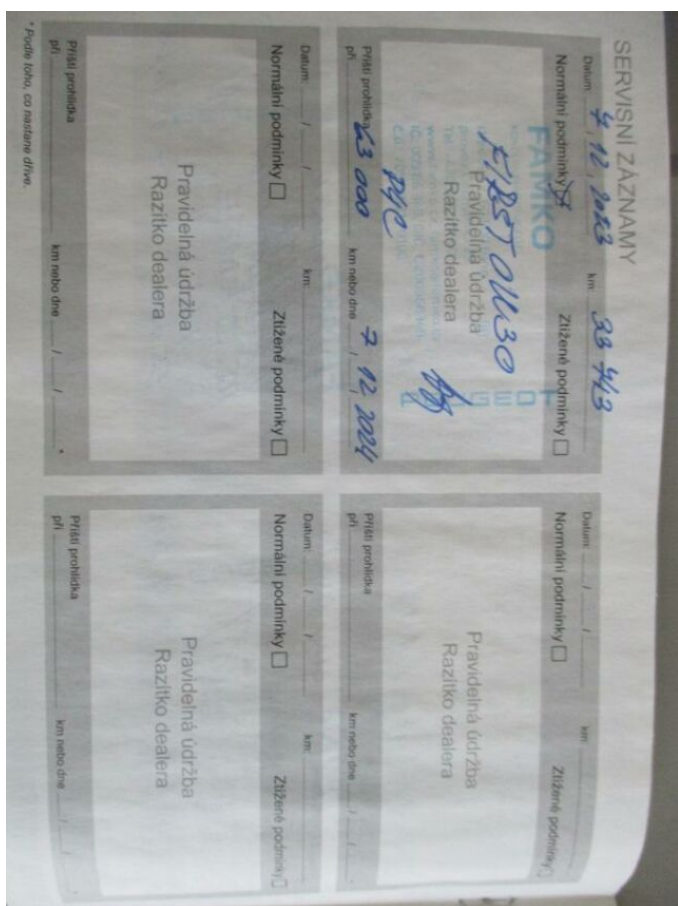 SERVISNÍ ZÁZNAMY
Datum: 7, 12, 2023 km: 33 443
Normální podmínky Ztížené podmínky
FAMKO
PEUGEOT
Pravidelná údržba
Razítko dealera
Příští prohlídka
při 63 000 km nebo dne 7 / 12 / 2024
Datum: / / km:
Normální podmínky Ztížené podmínky
Pravidelná údržba
Razítko dealera
Příští prohlídka
při km nebo dne / / *
Datum: / / km:
Normální podmínky Ztížené podmínky
Pravidelná údržba
Razítko dealera
Příští prohlídka
při km nebo dne / / *
Datum: / / km:
Normální podmínky Ztížené podmínky
Pravidelná údržba
Razítko dealera
Příští prohlídka
při km nebo dne / / *
* Podle toho, co nastane dříve.